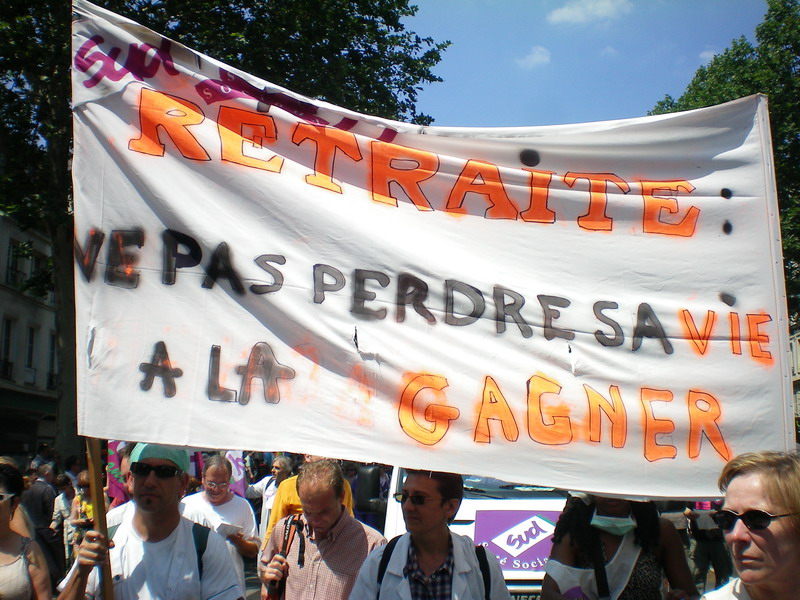 Sud
RETRAITE :
NE PAS PERDRE SA VIE
A LA GAGNER
Sud